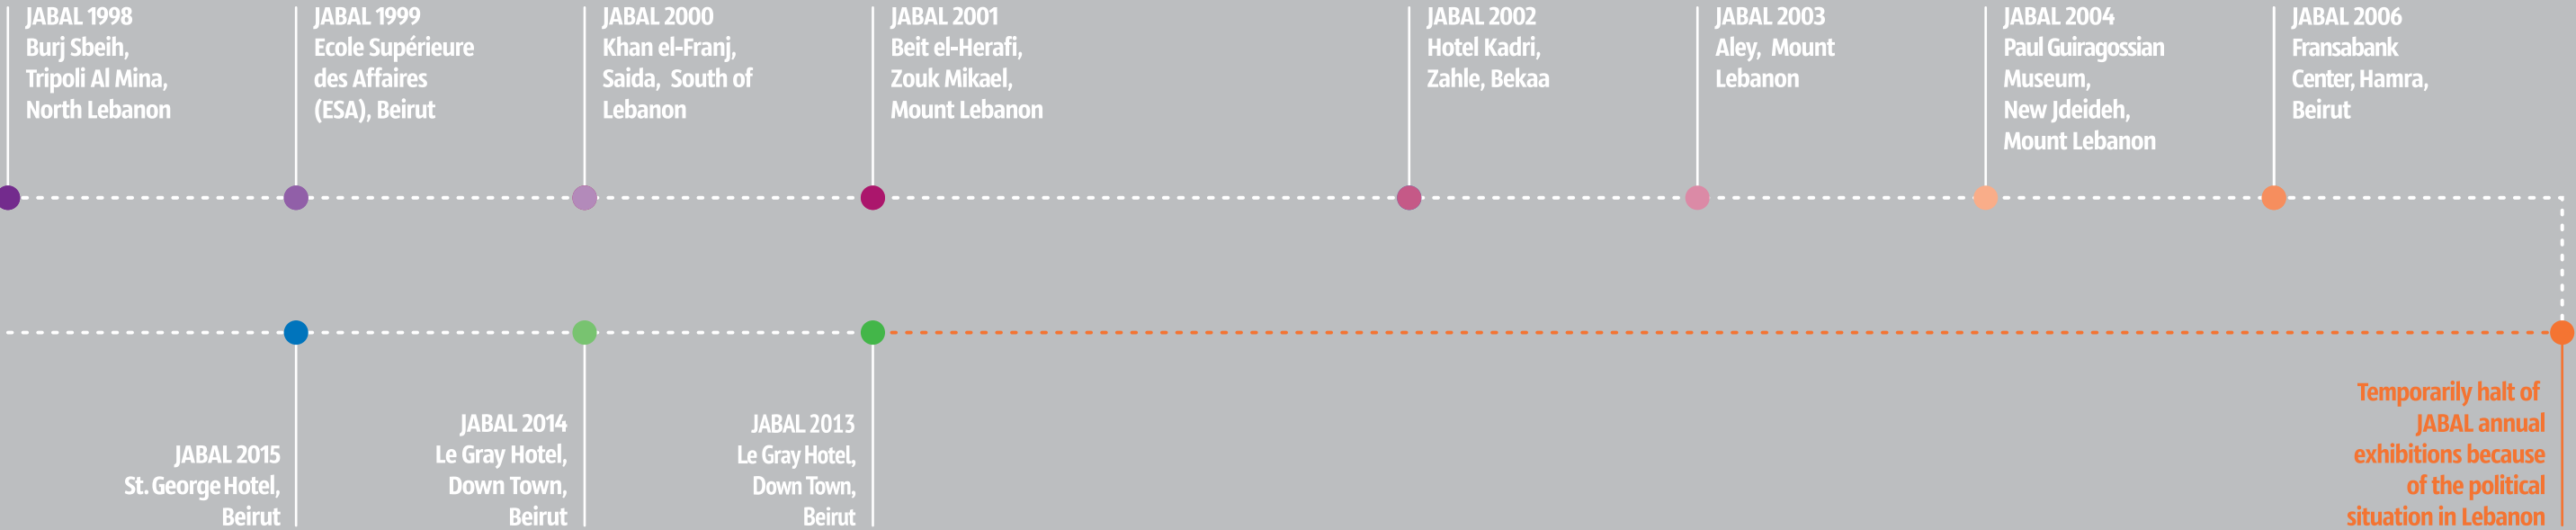 JABAL 1998
Burj Sbeih,
Tripoli Al Mina,
North Lebanon
JABAL 1999
Ecole Supérieure
des Affaires
(ESA), Beirut
JABAL 2000
Khan el-Franj,
Saida,  South of
Lebanon
JABAL 2001
Beit el-Herafi,
Zouk Mikael,
Mount Lebanon
JABAL 2002
Hotel Kadri,
Zahle, Bekaa
JABAL 2003
Aley,  Mount
Lebanon
JABAL 2004
Paul Guiragossian
Museum,
New Jdeideh,
Mount Lebanon
JABAL 2006
Fransabank
Center, Hamra,
Beirut
Temporarily halt of
JABAL annual
exhibitions because
of the political
situation in Lebanon
JABAL 2013
Le Gray Hotel,
Down Town,
Beirut
JABAL 2014
Le Gray Hotel,
Down Town,
Beirut
JABAL 2015
St. George Hotel,
Beirut